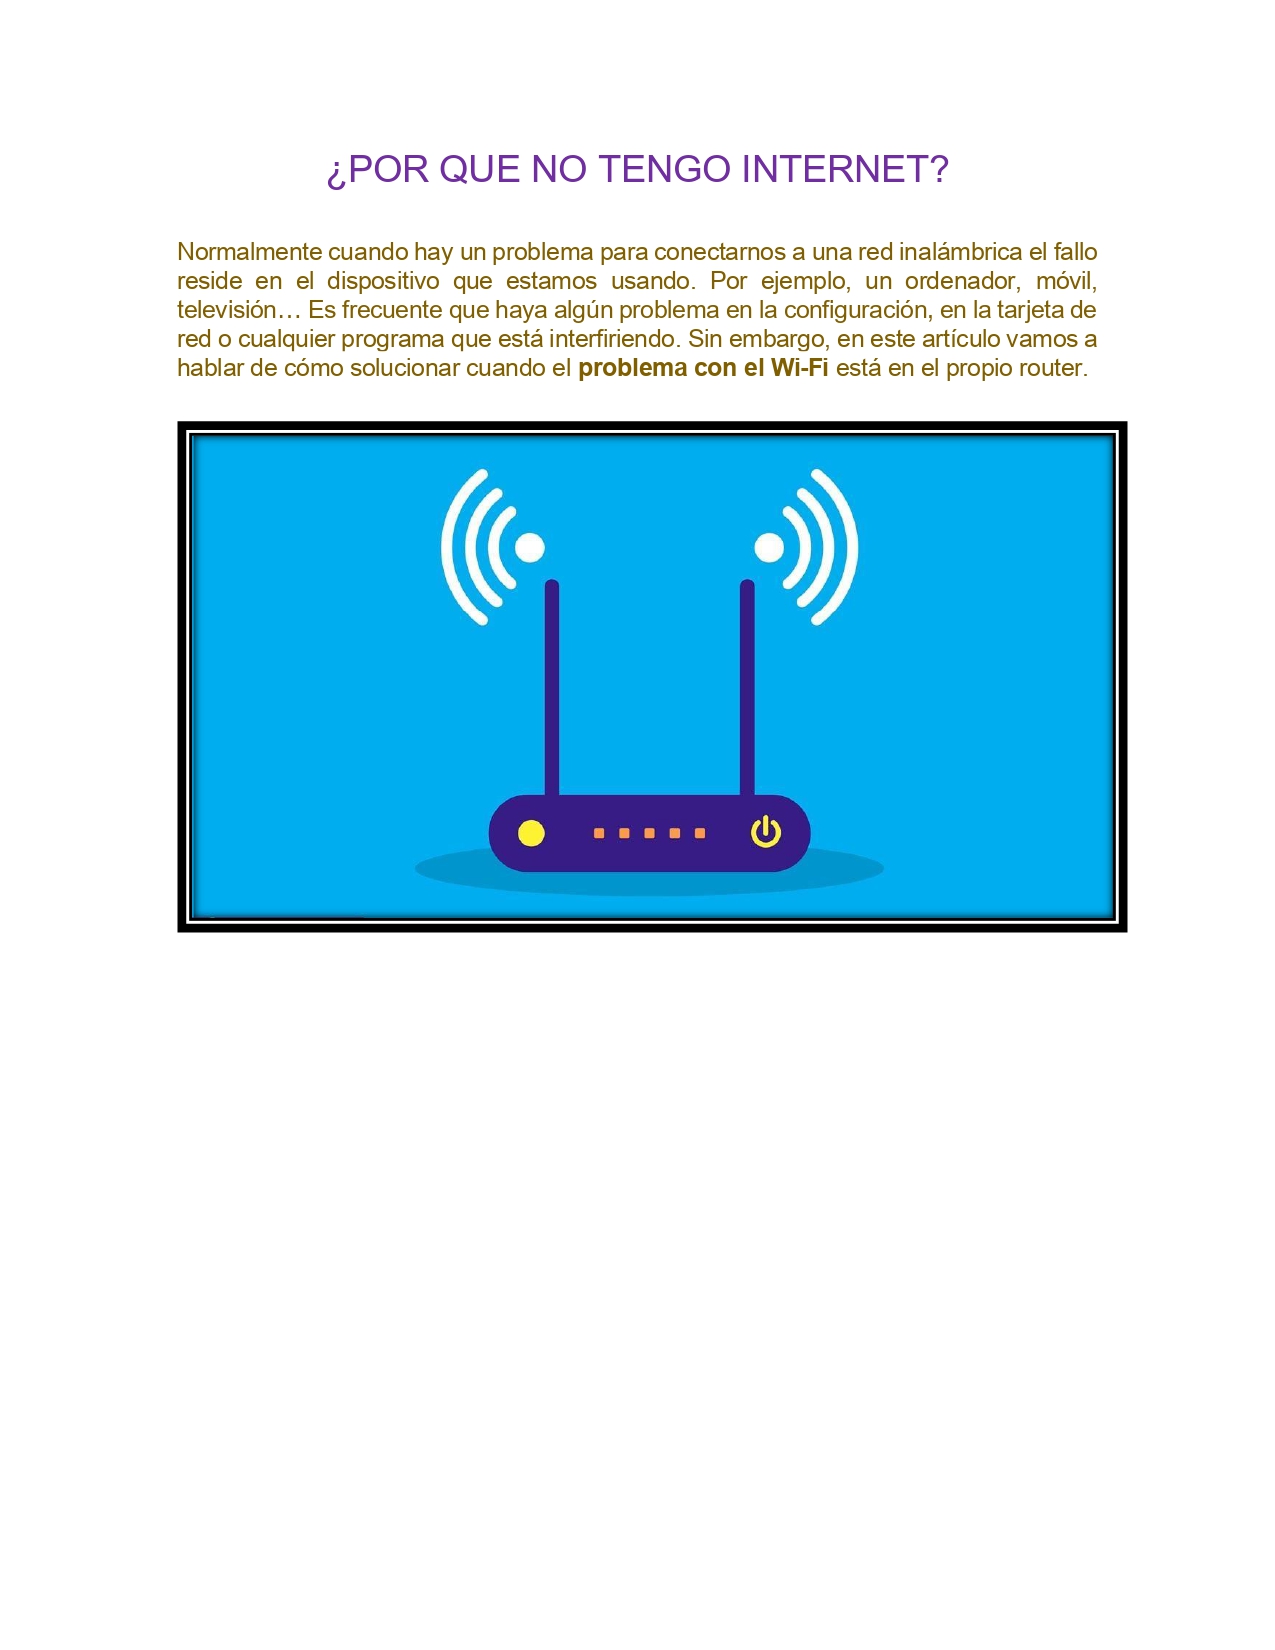 ¿POR QUE NO TENGO INTERNET?
Normalmente cuando hay un problema para conectarnos a una red inalámbrica el fallo
reside en el dispositivo que estamos usando. Por ejemplo, un ordenador, móvil,
televisión… Es frecuente que haya algún problema en la configuración, en la tarjeta de
red o cualquier programa que está interfiriendo. Sin embargo, en este artículo vamos a
hablar de cómo solucionar cuando el problema con el Wi-Fi está en el propio router.